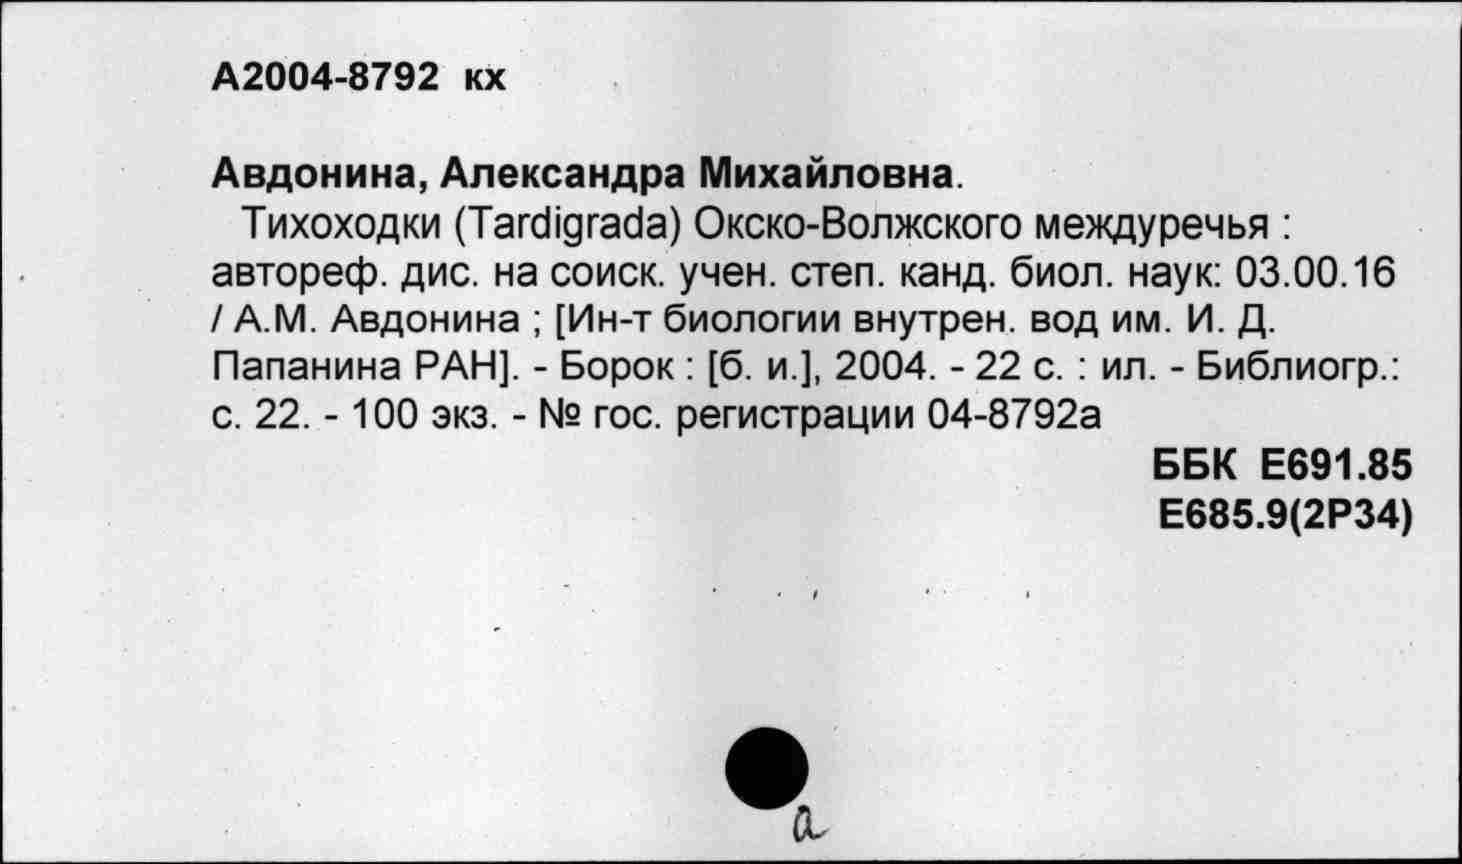 А2004-8792 кх
Авдонина, Александра Михайловна.
Тихоходки (Tardigrada) Окско-Волжского междуречья :
автореф. дис. на соиск. учен. степ. канд. биол. наук: 03.00.16
/ А.М. Авдонина ; [Ин-т биологии внутрен. вод им. И. Д.
Папанина РАН]. - Борок : [б. и.], 2004. - 22 с. : ил. - Библиогр.:
с. 22. - 100 экз. - № гос. регистрации 04-8792а
ББК Е691.85
Е685.9(2Р34)
а